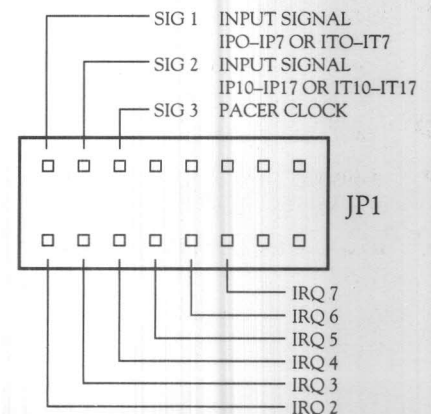 SIG 1 INPUT SIGNAL
IPO–IP7 OR ITO–IT7
SIG 2 INPUT SIGNAL
IP10–IP17 OR IT10–IT17
SIG 3 PACER CLOCK
JP1
IRQ 7
IRQ 6
IRQ 5
IRQ 4
IRQ 3
IRQ 2